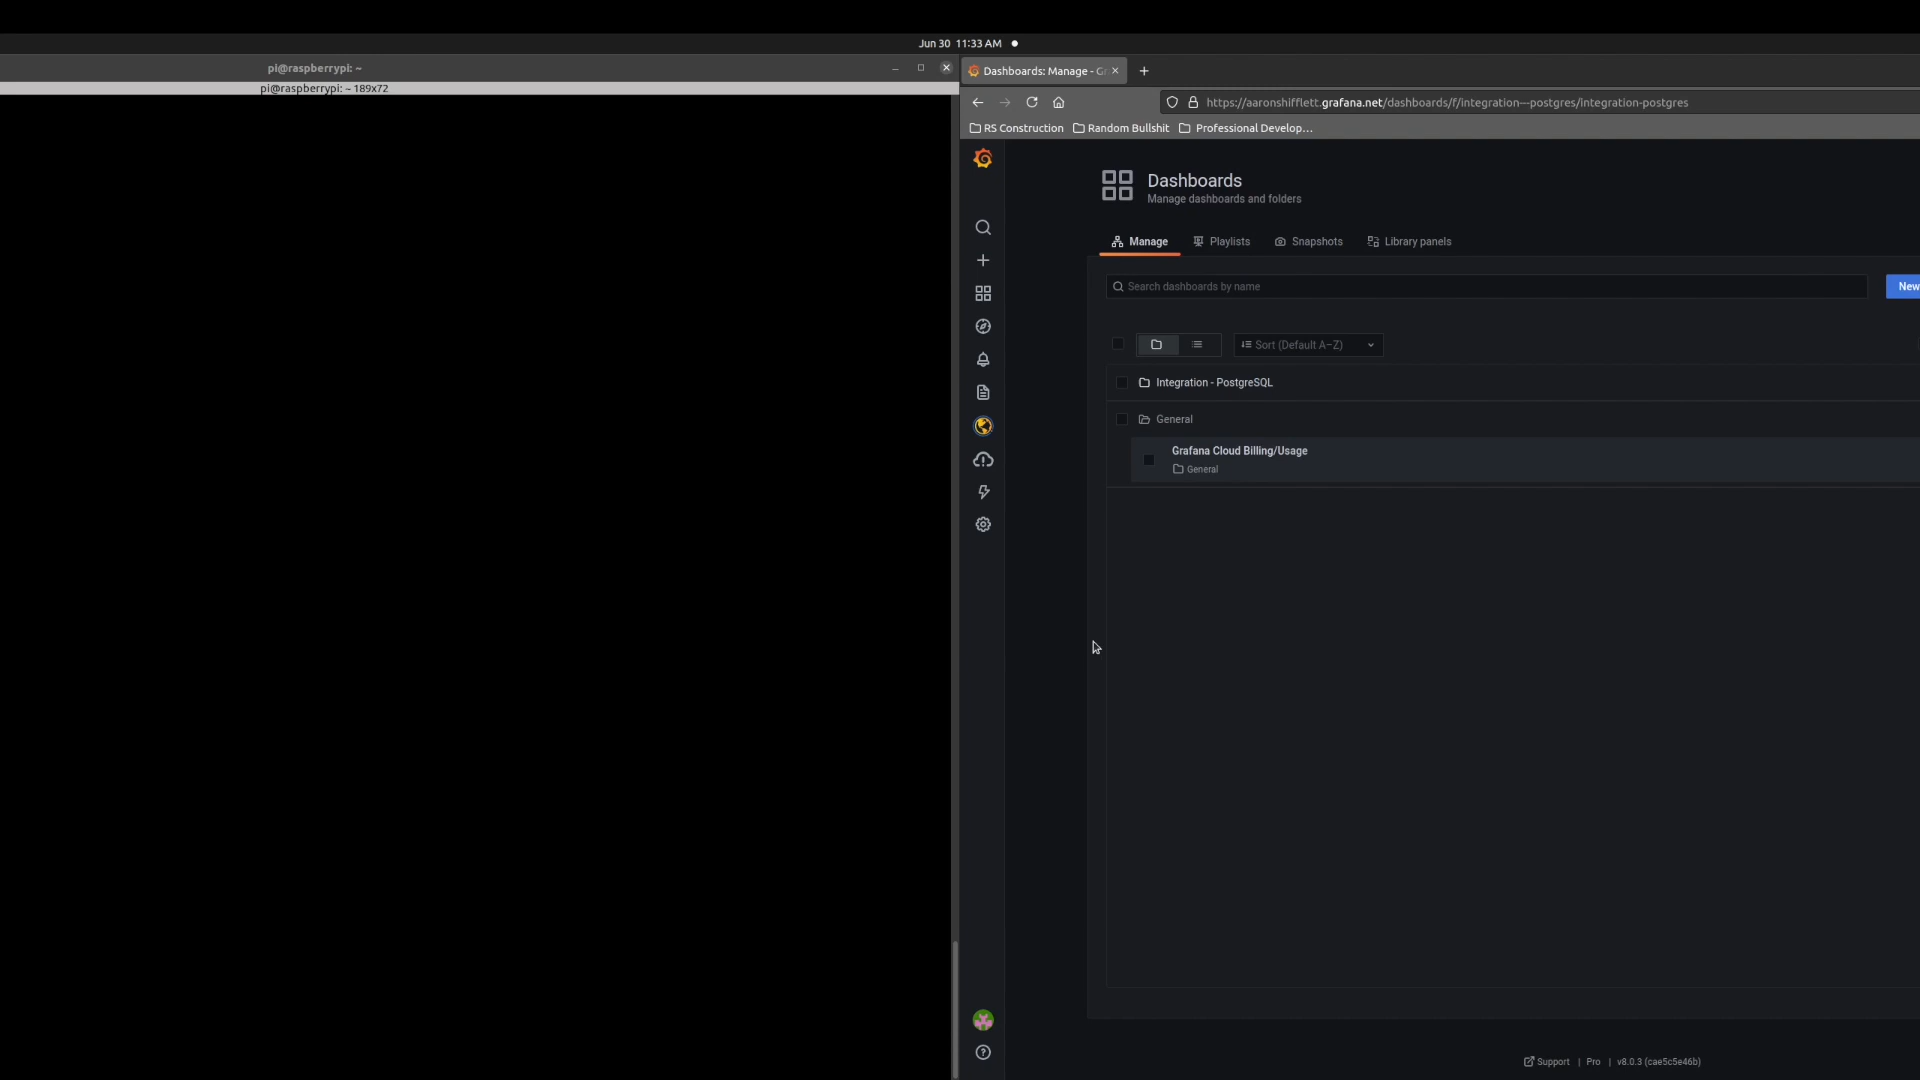 Jun 30 11:33 AM
pi@raspberrypi: ~
pi@raspberrypi: ~ 189x72
Dashboards: Manage - G
https://aaronshifflett.grafana.net/dashboards/f/integration---postgres/integration-postgres
RS Construction
Random Bullshit
Professional Develop...
Dashboards
Manage dashboards and folders
Manage
Playlists
Snapshots
Library panels
Search dashboards by name
New
Sort (Default A–Z)
Integration - PostgreSQL
General
Grafana Cloud Billing/Usage
General
Support | Pro | v8.0.3 (cae5c5e46b)